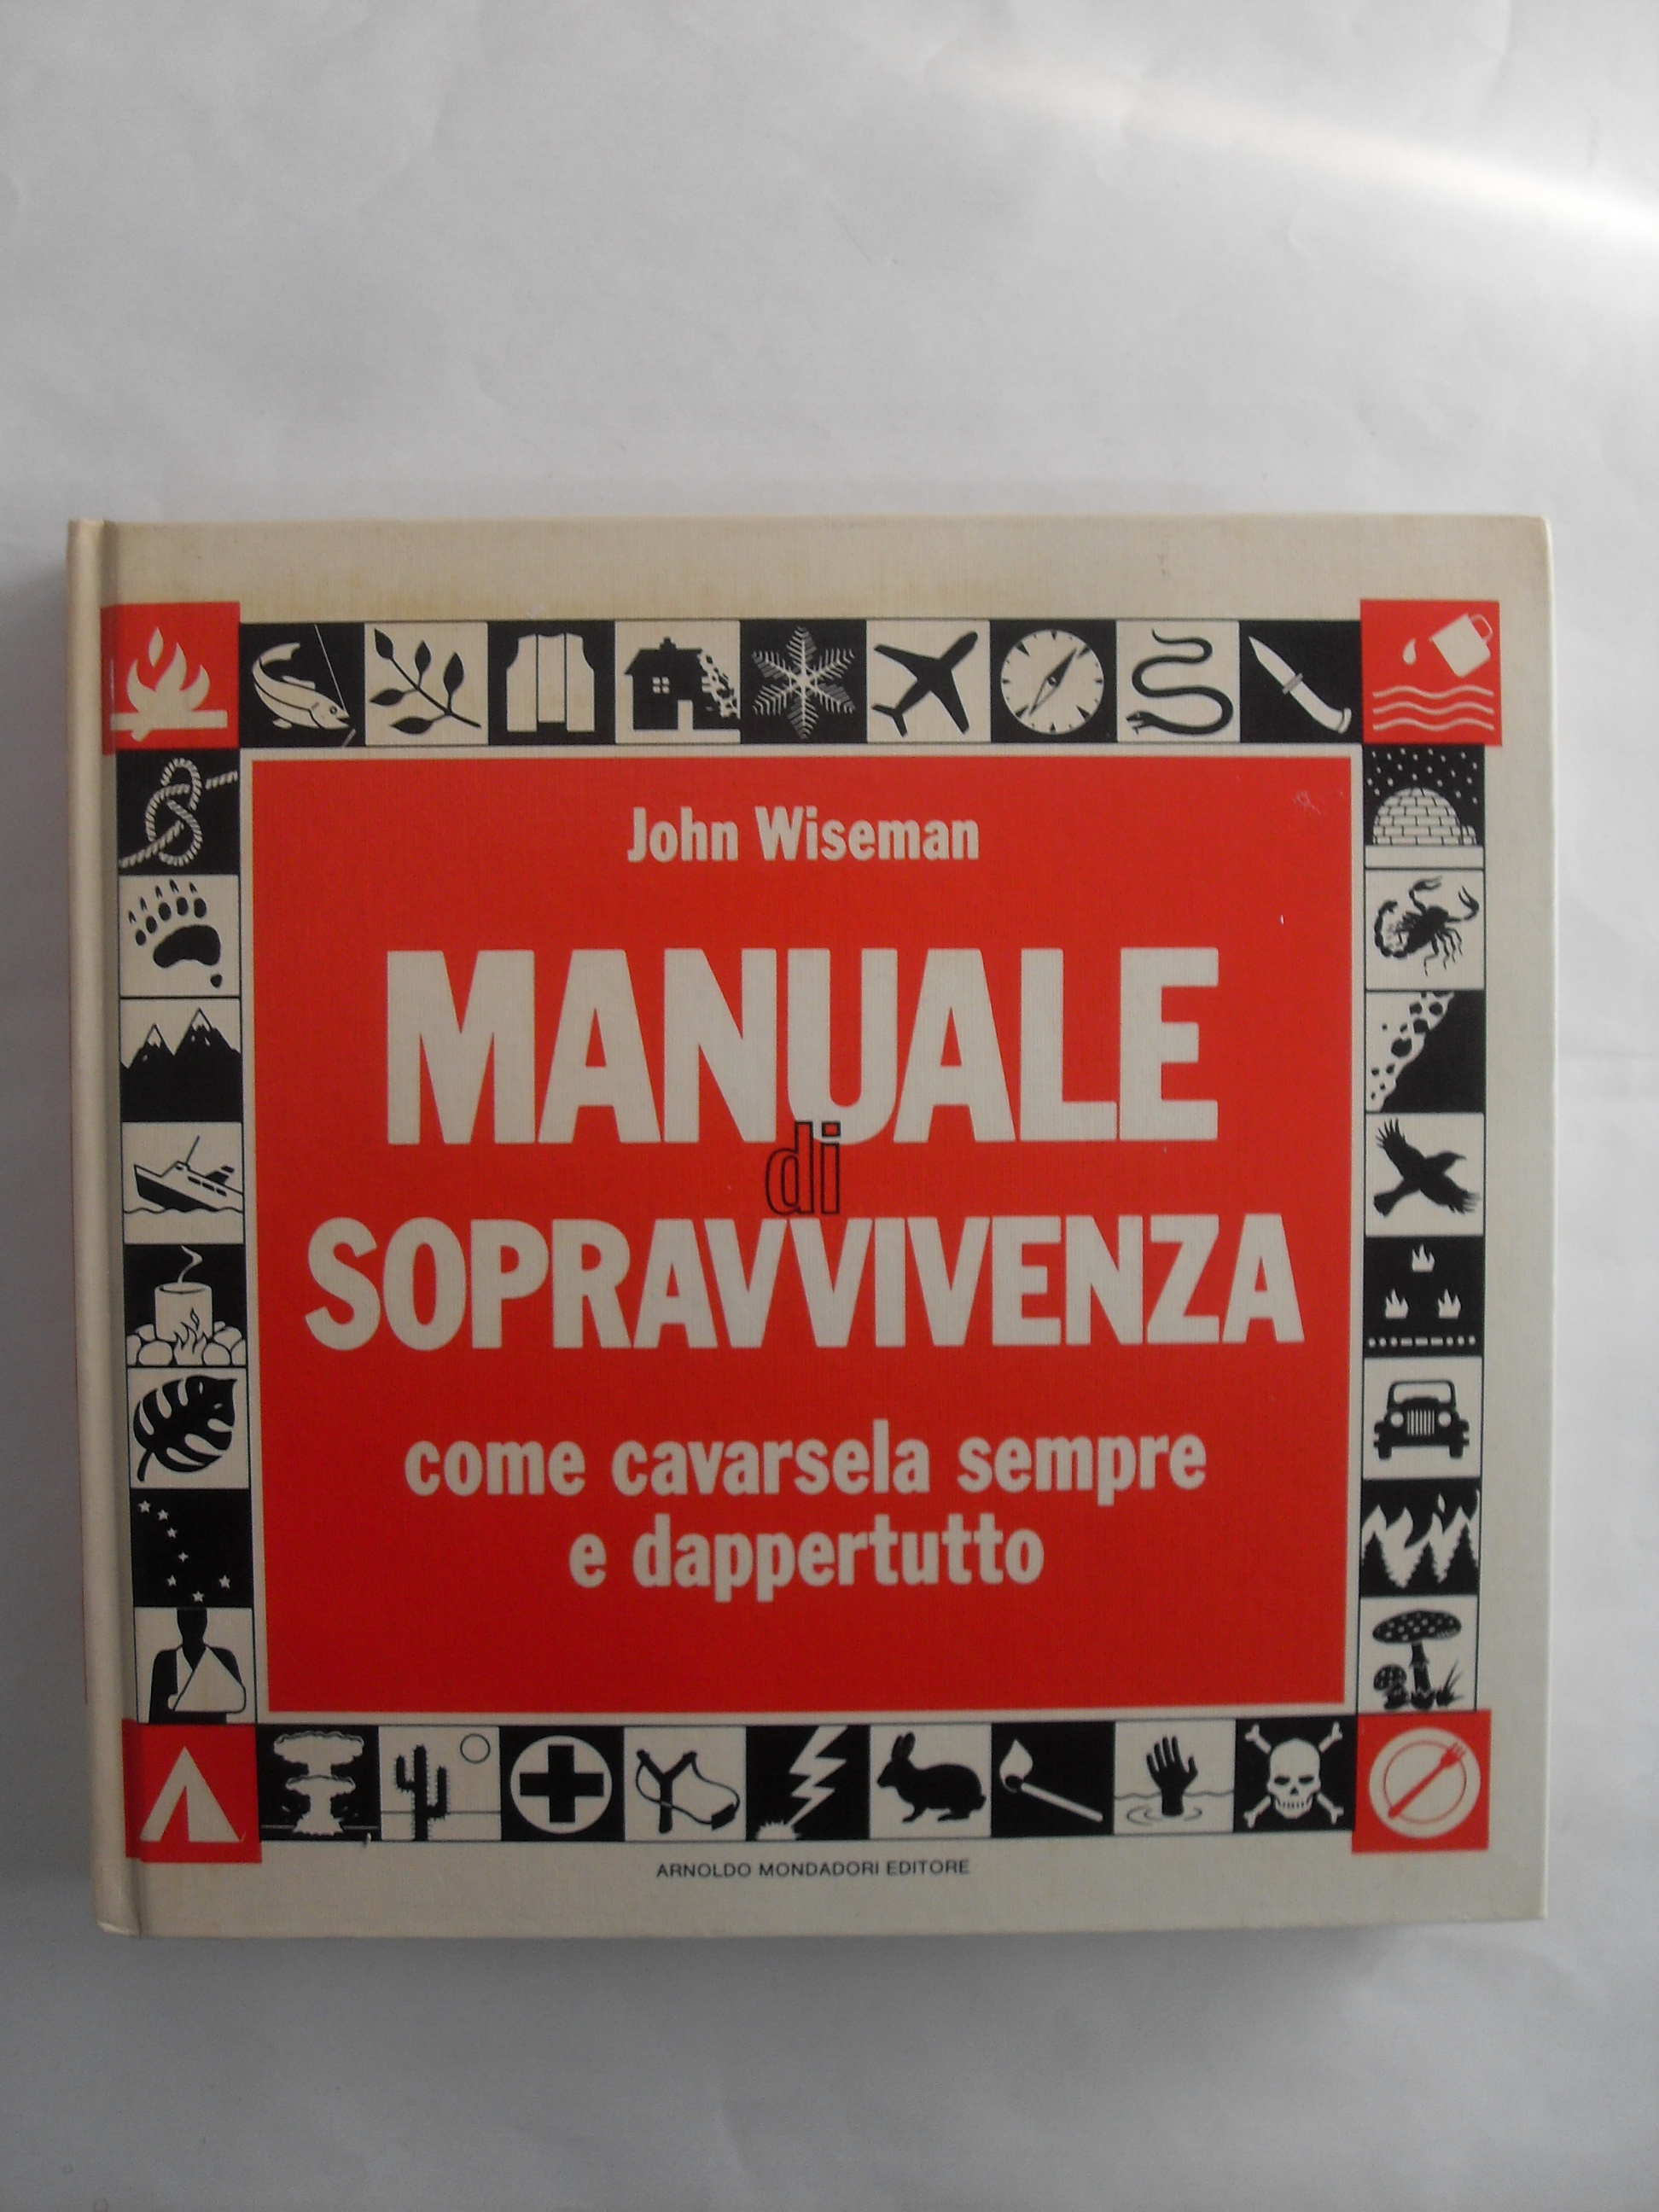 John Wiseman
MANUALE
di
SOPRAVVIVENZA
come cavarsela sempre
e dappertutto
ARNOLDO MONDADORI EDITORE